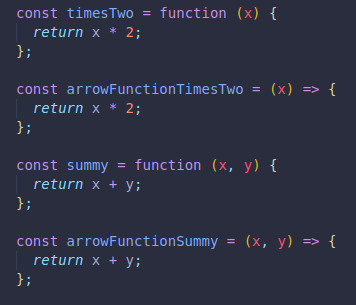 const timesTwo = function (x) {
  return x * 2;
};

const arrowFunctionTimesTwo = (x) => {
  return x * 2;
};

const summy = function (x, y) {
  return x + y;
};

const arrowFunctionSummy = (x, y) => {
  return x + y;
};